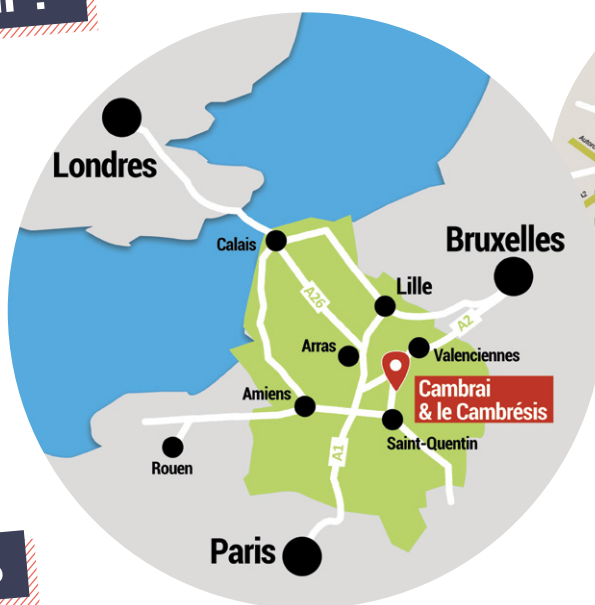 Londres
Calais
Bruxelles
Lille
A26
A2
Arras
Valenciennes
Cambrai
& le Cambrésis
Amiens
Saint-Quentin
Rouen
A1
Paris